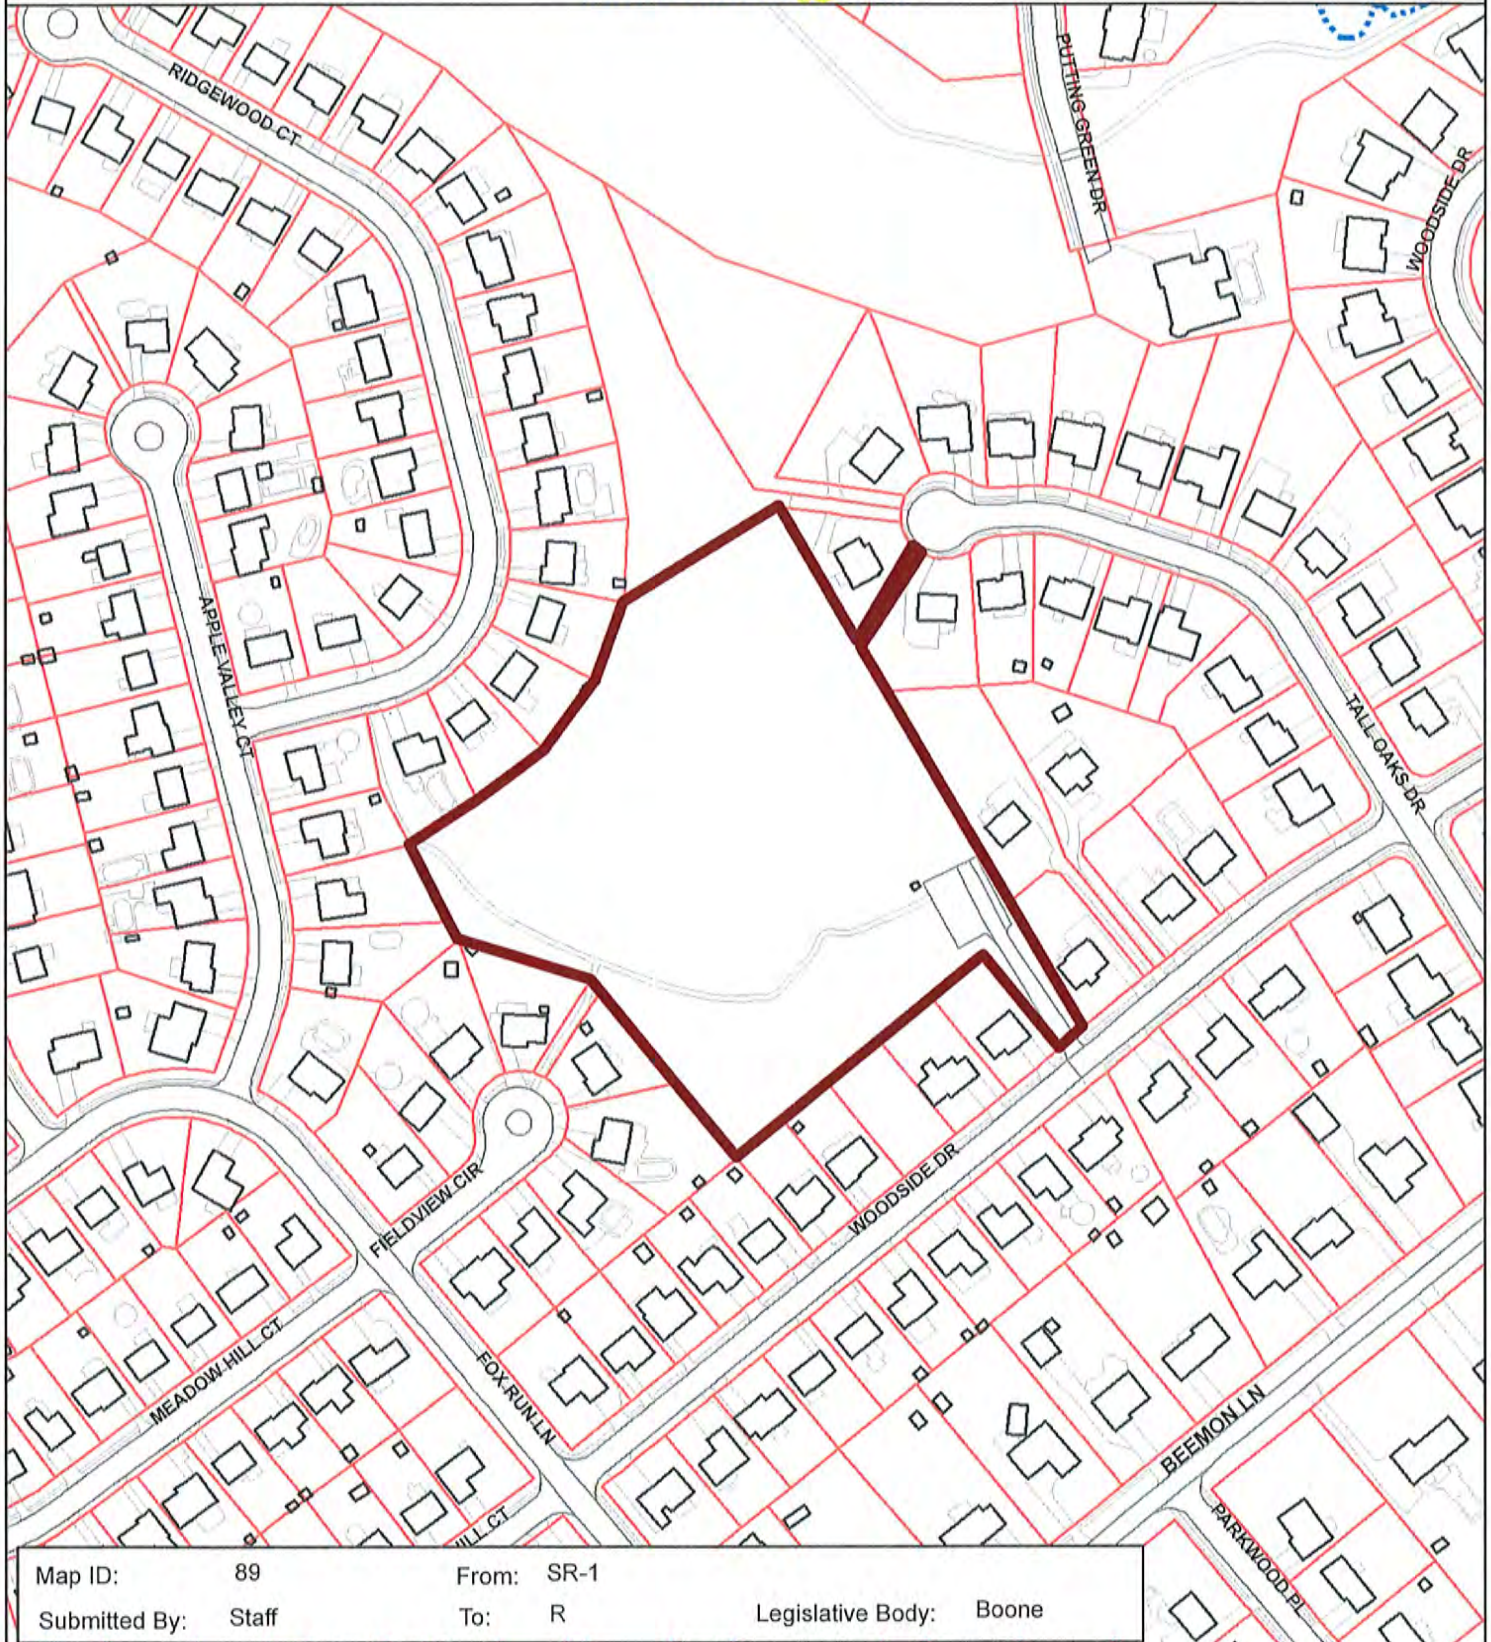 RIDGEWOOD CT
PUTTING GREEN DR
WOODSIDE DR
APPLE VALLEY CT
TALL OAKS DR
FIELDVIEW CIR
WOODSIDE DR
MEADOW HILL CT
FOX RUN LN
BEEMON LN
HILL CT
PARKWOOD PL
Map ID: 89 From: SR-1
Submitted By: Staff To: R Legislative Body: Boone